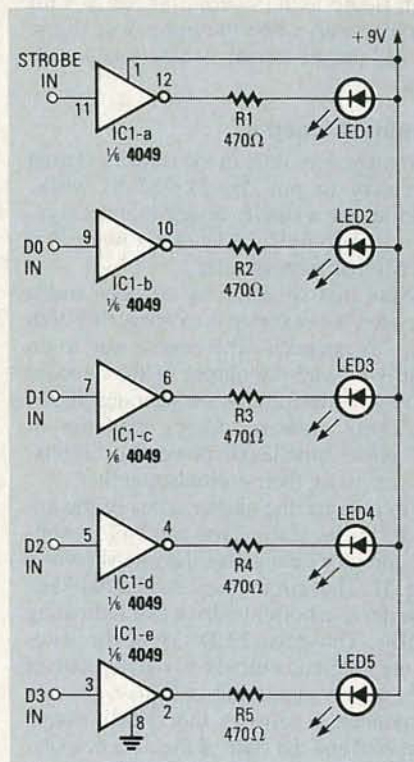 +9V
STROBE
IN
1
12
11
IC1-a
⅙ 4049
R1
470Ω
LED1
D0
IN
9
10
IC1-b
⅙ 4049
R2
470Ω
LED2
D1
IN
7
6
IC1-c
⅙ 4049
R3
470Ω
LED3
D2
IN
5
4
IC1-d
⅙ 4049
R4
470Ω
LED4
IC1-e
⅙ 4049
D3
IN
3
8
2
R5
470Ω
LED5